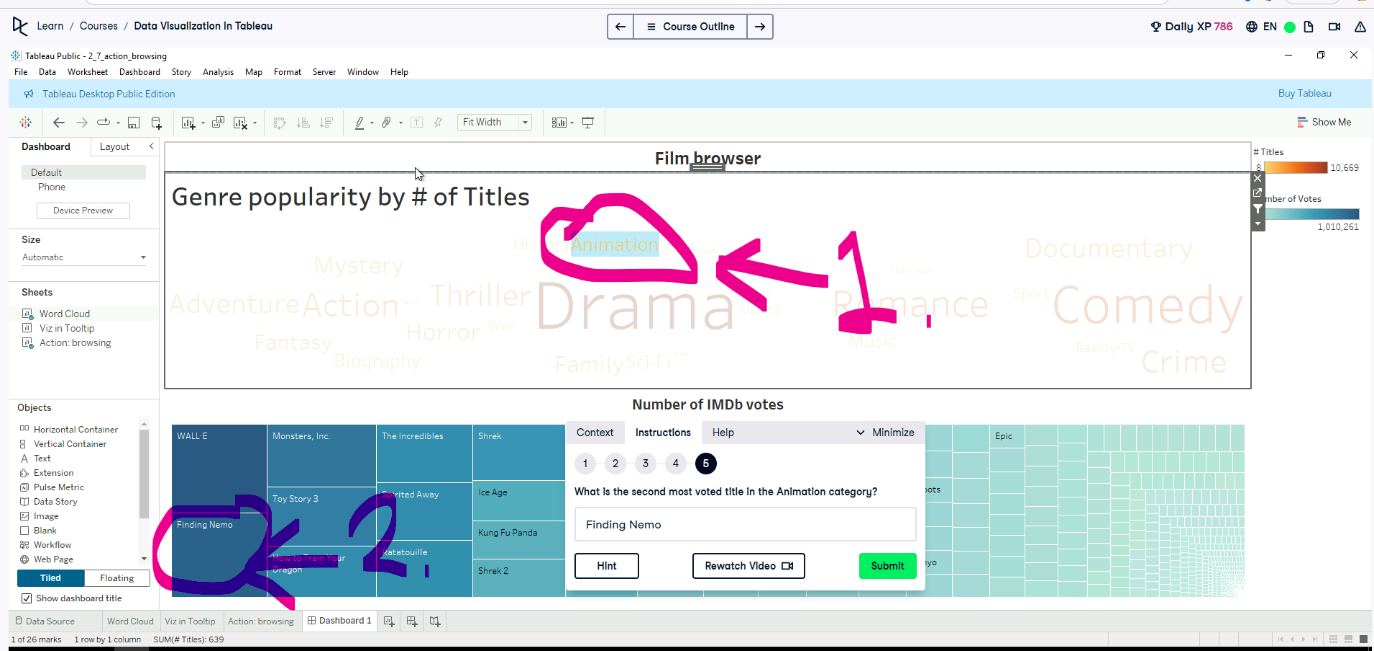 Learn / Courses / Data Visualization in Tableau
Course Outline
Daily XP 786
EN
Tableau Public - 2_7_action_browsing
File Data Worksheet Dashboard Story Analysis Map Format Server Window Help
Tableau Desktop Public Edition
Buy Tableau
Fit Width
Show Me
Dashboard
Layout
Default
Phone
Device Preview
Size
Automatic
Sheets
Word Cloud
Viz in Tooltip
Action: browsing
Objects
Horizontal Container
Vertical Container
Text
Extension
Pulse Metric
Data Story
Image
Blank
Workflow
Web Page
Tiled
Floating
Show dashboard title
Film browser
# Titles
8
10,669
mber of Votes
1,010,261
Genre popularity by # of Titles
Animation
1.
Mystery
Documentary
Adventure
Action
Thriller
Drama
Romance
Sport
Comedy
Horror
War
Fantasy
Music
Reality-TV
Biography
Family
Sci-Fi
Crime
Number of IMDb votes
WALL E
Monsters, Inc.
The Incredibles
Shrek
Epic
Finding Nemo
Toy Story 3
Spirited Away
Ice Age
2.
Kung Fu Panda
How to Train Your
Dragon
Ratatouille
Shrek 2
Context
Instructions
Help
Minimize
1 2 3 4 5
What is the second most voted title in the Animation category?
Finding Nemo
Hint
Rewatch Video
Submit
Data Source
Word Cloud
Viz in Tooltip
Action: browsing
Dashboard 1
1 of 26 marks
1 row by 1 column
SUM(# Titles): 639